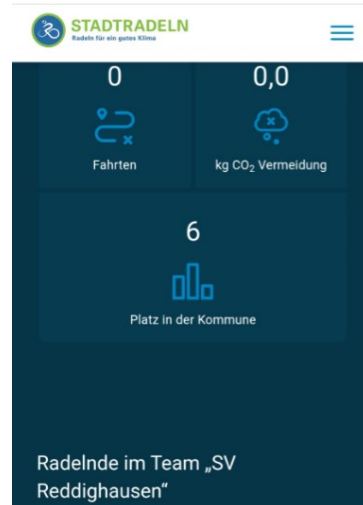 STADTRADELN
Radeln für ein gutes Klima
0
0,0
Fahrten
kg CO₂ Vermeidung
6
Platz in der Kommune
Radelnde im Team „SV
Reddighausen“